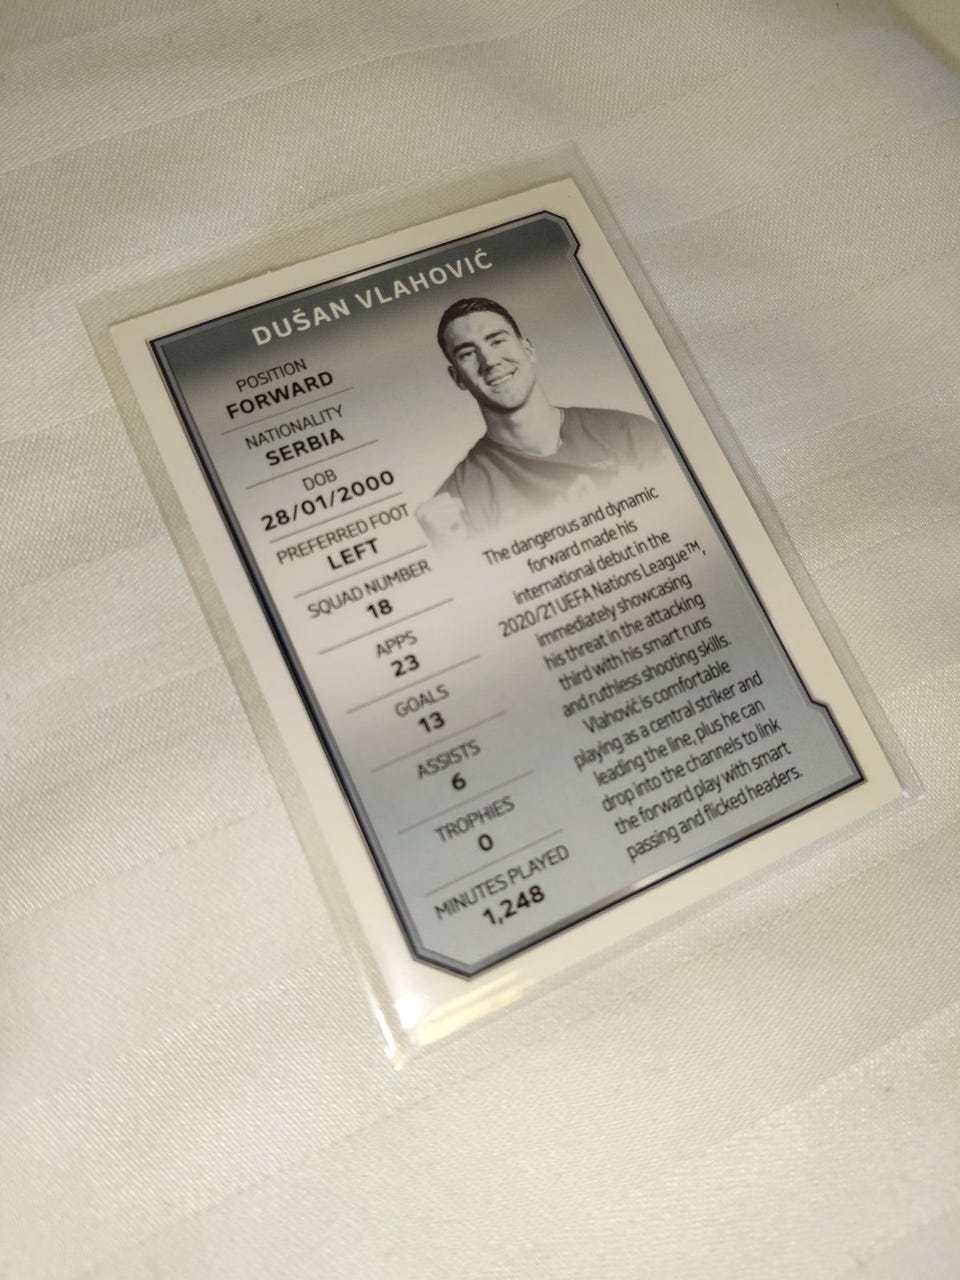 DUŠAN VLAHOVIĆ
POSITION
FORWARD
NATIONALITY
SERBIA
DOB
28/01/2000
PREFERRED FOOT
LEFT
SQUAD NUMBER
18
APPS
23
GOALS
13
ASSISTS
6
TROPHIES
0
MINUTES PLAYED
1,248
The dangerous and dynamic
forward made his
international debut in the
2020/21 UEFA Nations League™,
immediately showcasing
his threat in the attacking
third with his smart runs
and ruthless shooting skills.
Vlahović is comfortable
playing as a central striker and
leading the line, plus he can
drop into the channels to link
the forward play with smart
passing and flicked headers.